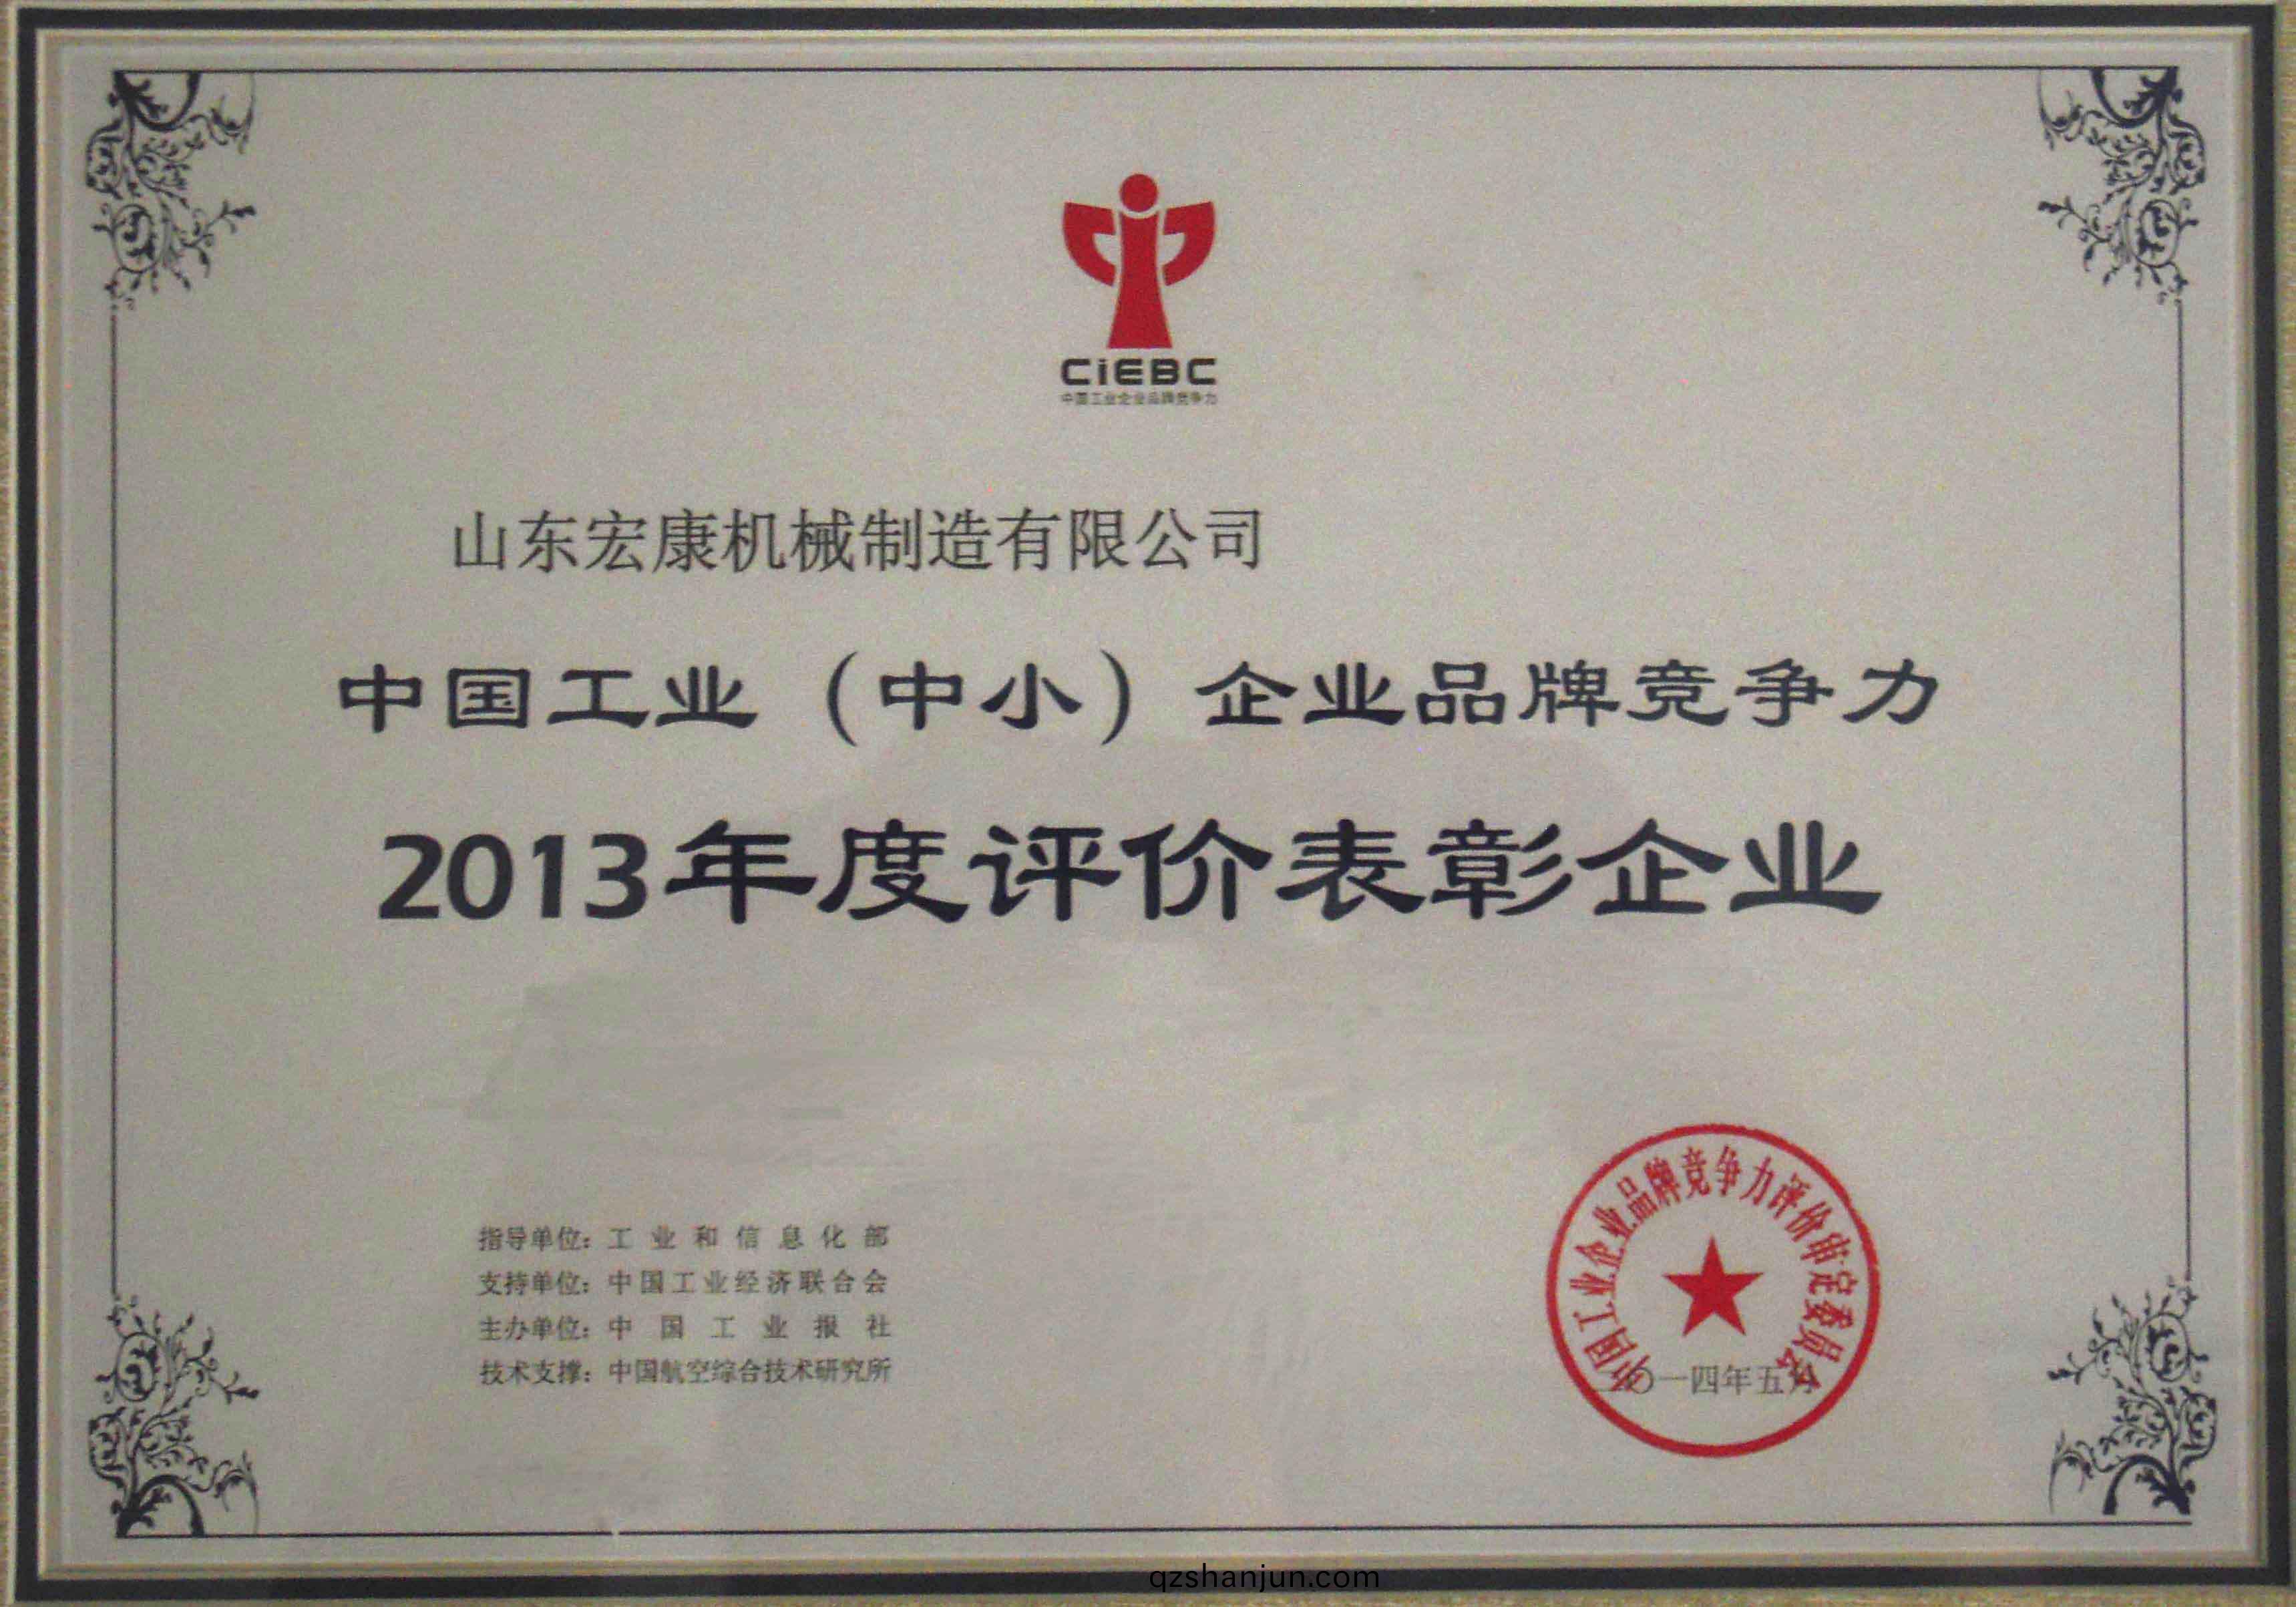 CiEBC
中国工业企业品牌竞争力
山东宏康机械制造有限公司
中国工业（中小）企业品牌竞争力
2013年度评价表彰企业
指导单位：工业和信息化部
支持单位：中国工业经济联合会
主办单位：中国工业报社
技术支撑：中国航空综合技术研究所
中国工业企业品牌竞争力评价审定委员会
二〇一四年五月
qzshanjun.com